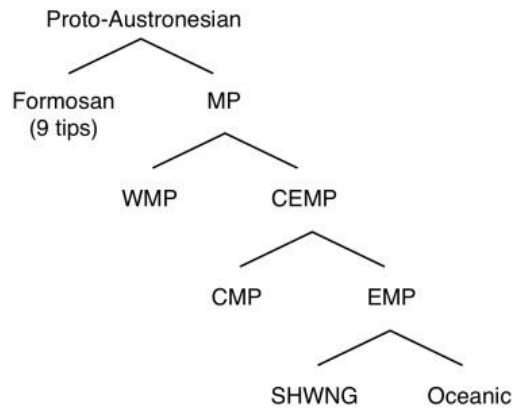 Proto-Austronesian
Formosan
(9 tips)
MP
WMP
CEMP
CMP
EMP
SHWNG
Oceanic